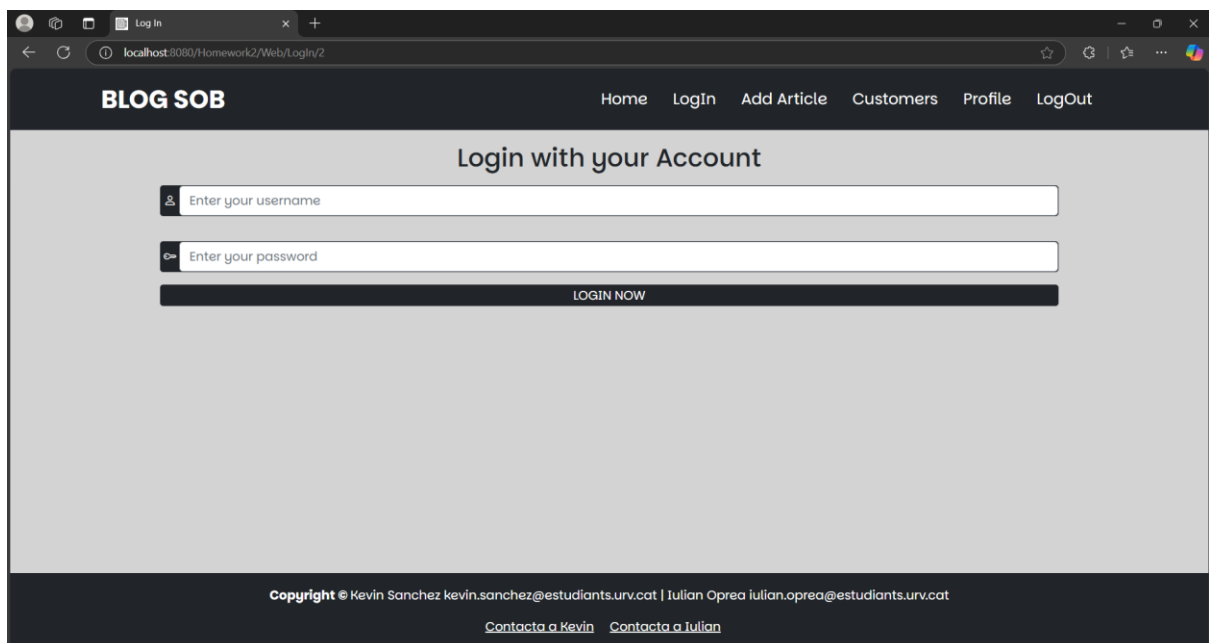 Log In
localhost:8080/Homework2/Web/LogIn/2
BLOG SOB
Home LogIn Add Article Customers Profile LogOut
Login with your Account
Enter your username
Enter your password
LOGIN NOW
Copyright © Kevin Sanchez kevin.sanchez@estudiants.urv.cat | Iulian Oprea iulian.oprea@estudiants.urv.cat
Contacta a Kevin Contacta a Iulian